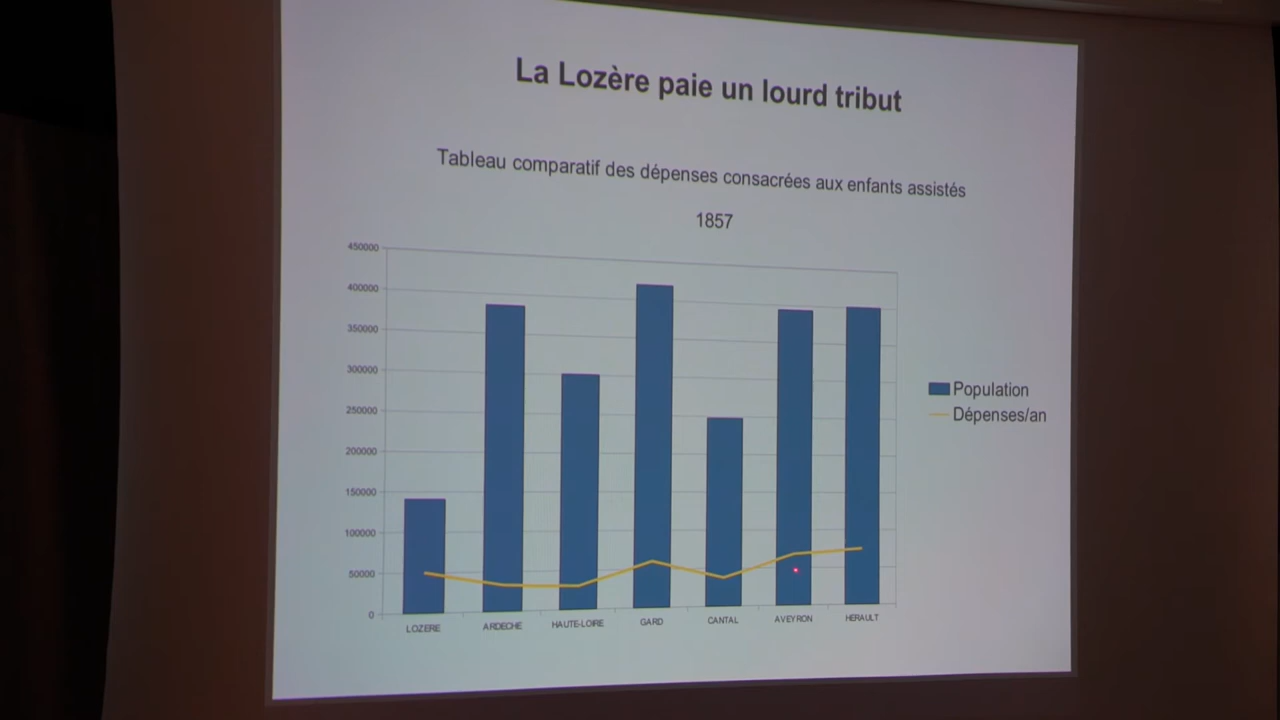 La Lozère paie un lourd tribut
Tableau comparatif des dépenses consacrées aux enfants assistés
1857
450000
400000
350000
300000
250000
200000
150000
100000
50000
0
LOZERE
ARDECHE
HAUTE-LOIRE
GARD
CANTAL
AVEYRON
HERAULT
Population
Dépenses/an